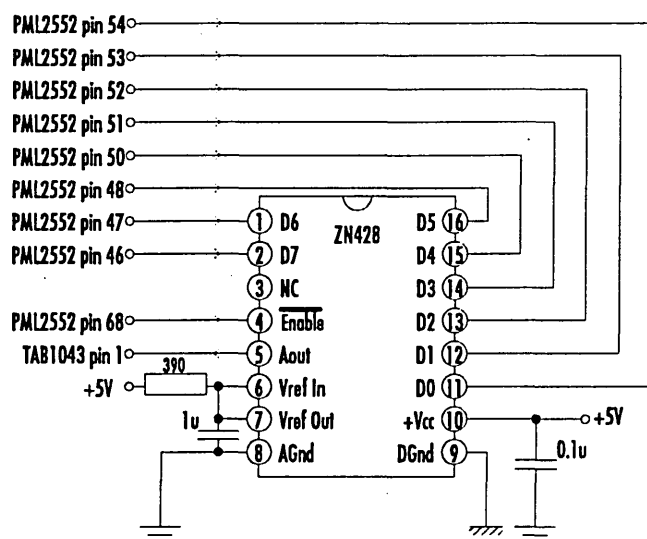 PML2552 pin 54
PML2552 pin 53
PML2552 pin 52
PML2552 pin 51
PML2552 pin 50
PML2552 pin 48
PML2552 pin 47
PML2552 pin 46
PML2552 pin 68
TAB1043 pin 1
+5V
390
1u
ZN428
1 D6
2 D7
3 NC
4 Enable
5 Aout
6 Vref In
7 Vref Out
8 AGnd
D5 16
D4 15
D3 14
D2 13
D1 12
D0 11
+Vcc 10
DGnd 9
+5V
0.1u